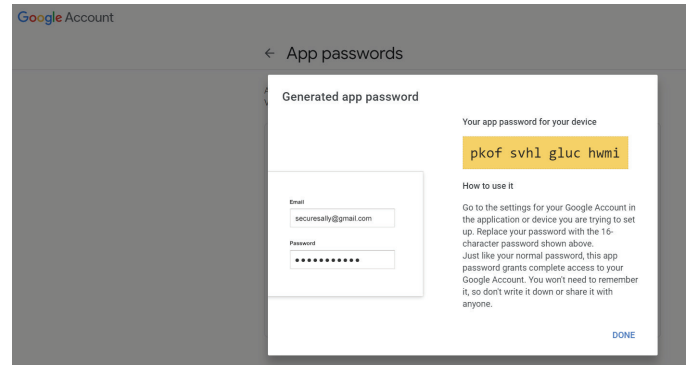 Google Account
← App passwords
Generated app password
Your app password for your device
pkof svhl gluc hwmi
How to use it
Go to the settings for your Google Account in
the application or device you are trying to set
up. Replace your password with the 16-
character password shown above.
Just like your normal password, this app
password grants complete access to your
Google Account. You won't need to remember
it, so don't write it down or share it with
anyone.
Email
securesally@gmail.com
Password
●●●●●●●●●●●
DONE